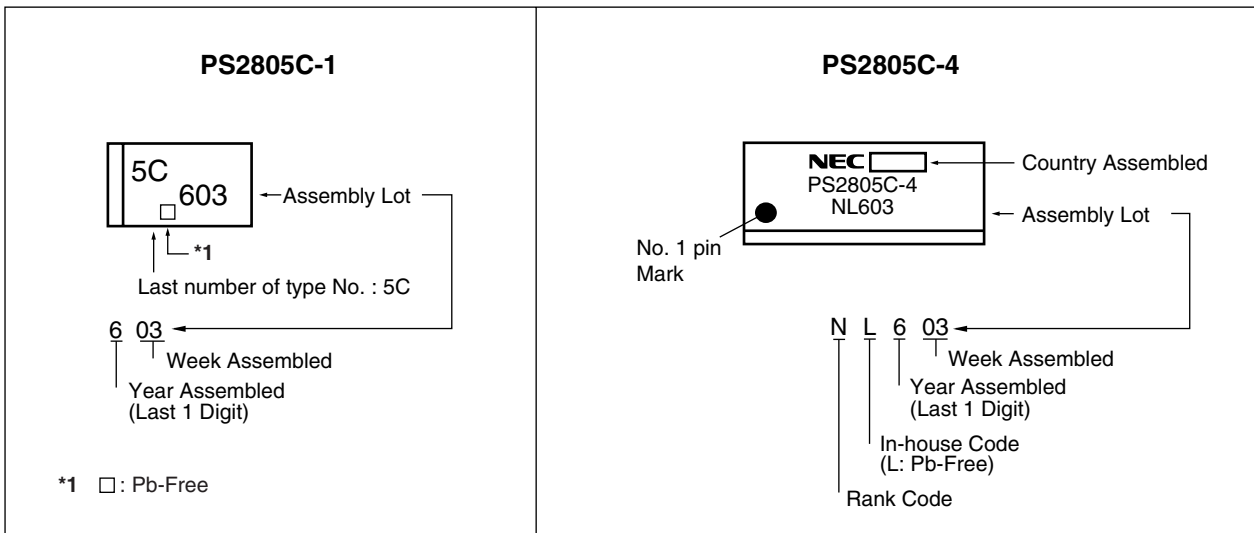 PS2805C-1
5C
603
Assembly Lot
*1
Last number of type No. : 5C
6 03
Week Assembled
Year Assembled
(Last 1 Digit)
*1 □ : Pb-Free
PS2805C-4
NEC
Country Assembled
PS2805C-4
NL603
Assembly Lot
No. 1 pin
Mark
N L 6 03
Week Assembled
Year Assembled
(Last 1 Digit)
In-house Code
(L: Pb-Free)
Rank Code